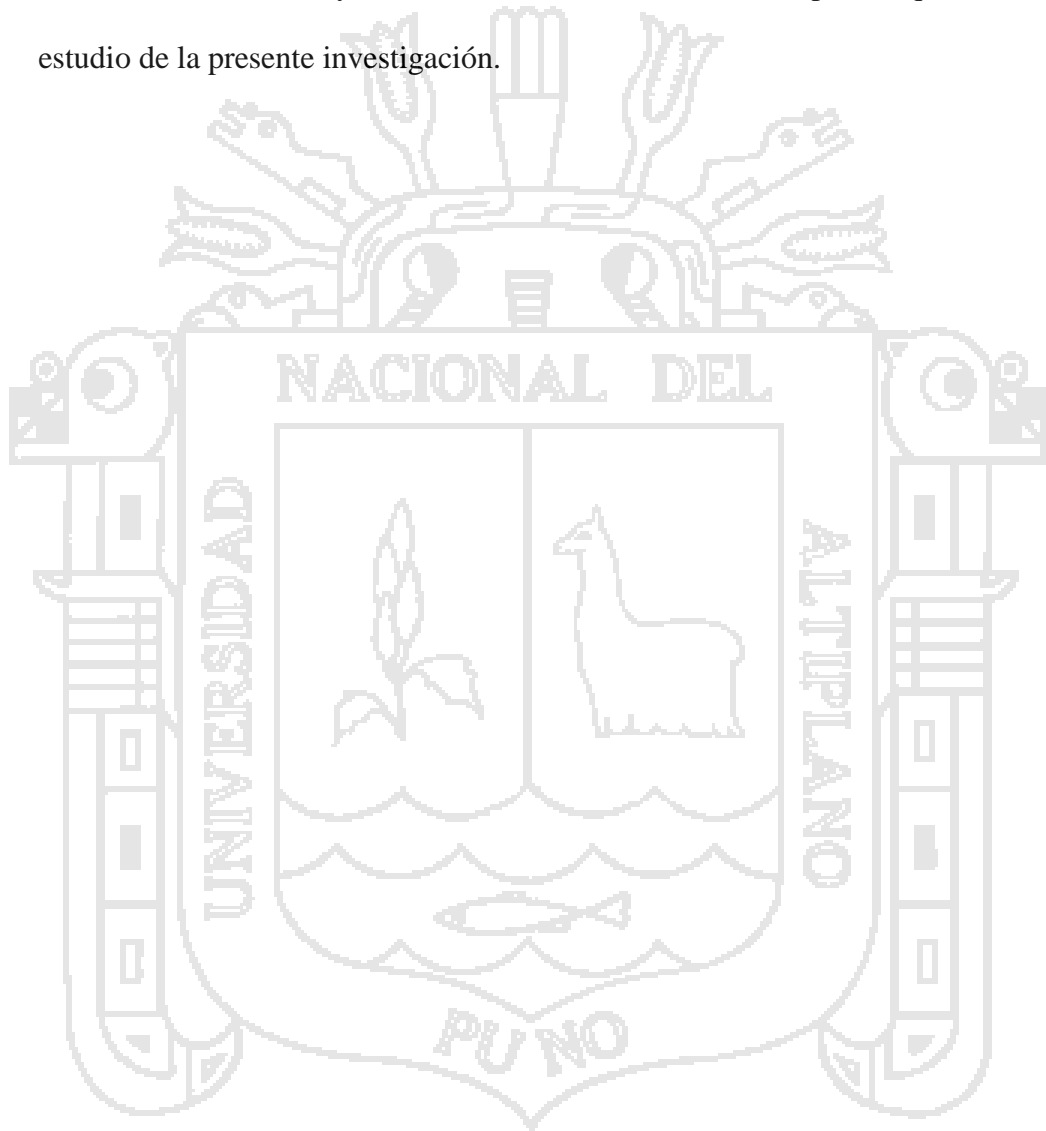 estudio de la presente investigación.
NACIONAL DEL
UNIVERSIDAD
ALTIPLANO
PUNO